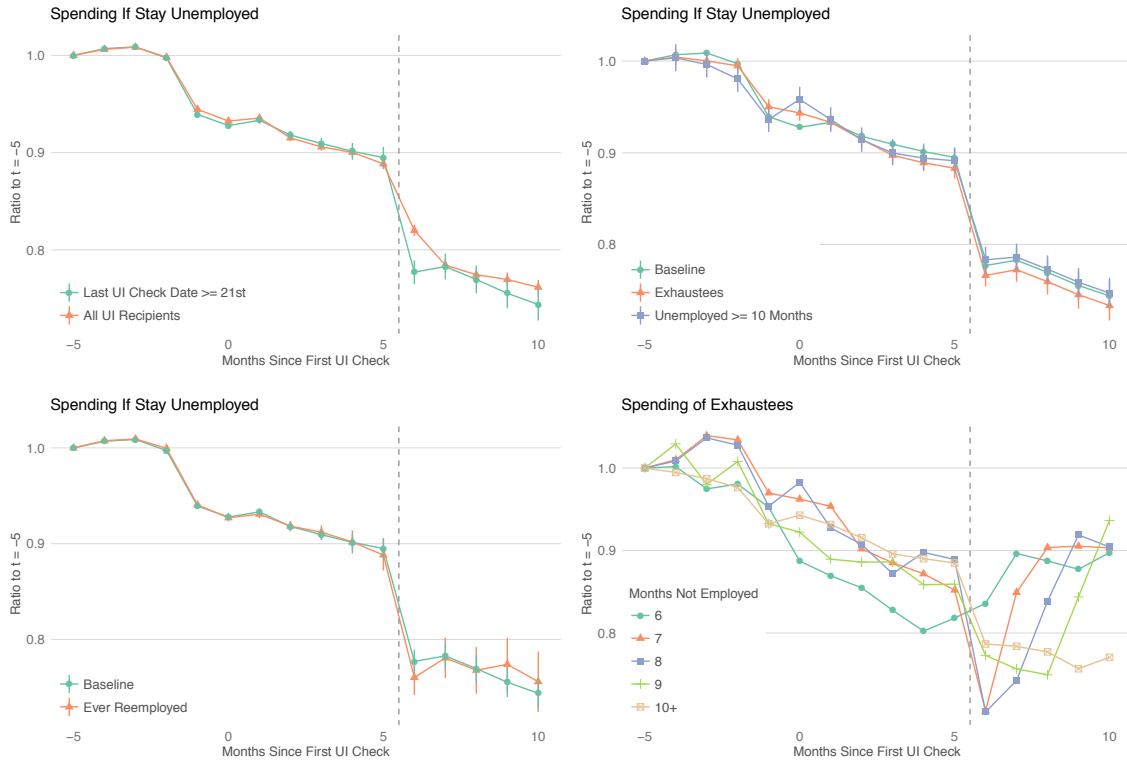 Spending If Stay Unemployed
Ratio to t = −5
1.0
0.9
0.8
Last UI Check Date >= 21st
All UI Recipients
−5
0
5
10
Months Since First UI Check
Spending If Stay Unemployed
Ratio to t = −5
1.0
0.9
0.8
Baseline
Exhaustees
Unemployed >= 10 Months
−5
0
5
10
Months Since First UI Check
Spending If Stay Unemployed
Ratio to t = −5
1.0
0.9
0.8
Baseline
Ever Reemployed
−5
0
5
10
Months Since First UI Check
Spending of Exhaustees
Ratio to t = −5
1.0
0.9
0.8
Months Not Employed
6
7
8
9
10+
−5
0
5
10
Months Since First UI Check